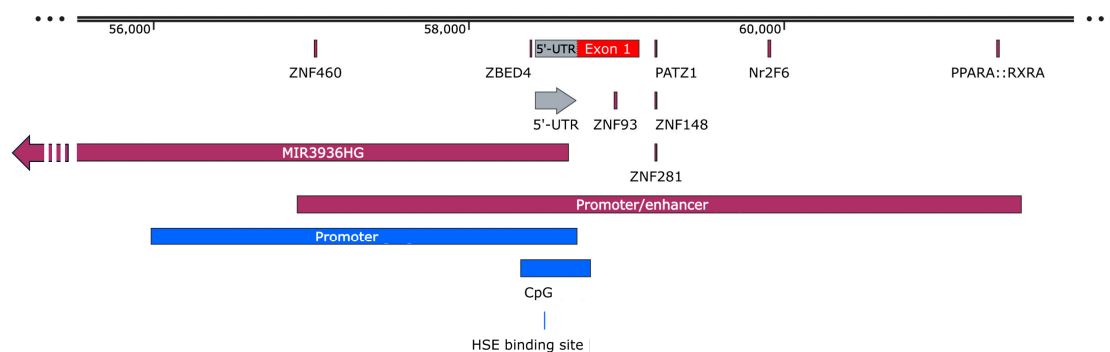 56,000
58,000
60,000
5'-UTR
Exon 1
ZNF460
ZBED4
PATZ1
Nr2F6
PPARA::RXRA
5'-UTR
ZNF93
ZNF148
MIR3936HG
ZNF281
Promoter/enhancer
Promoter
CpG
HSE binding site